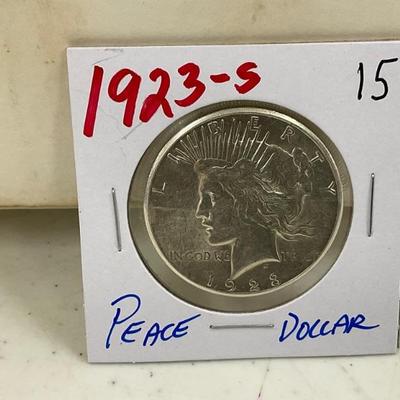 1923-S
15
LIBERTY
IN GOD WE
1923
PEACE — DOLLAR